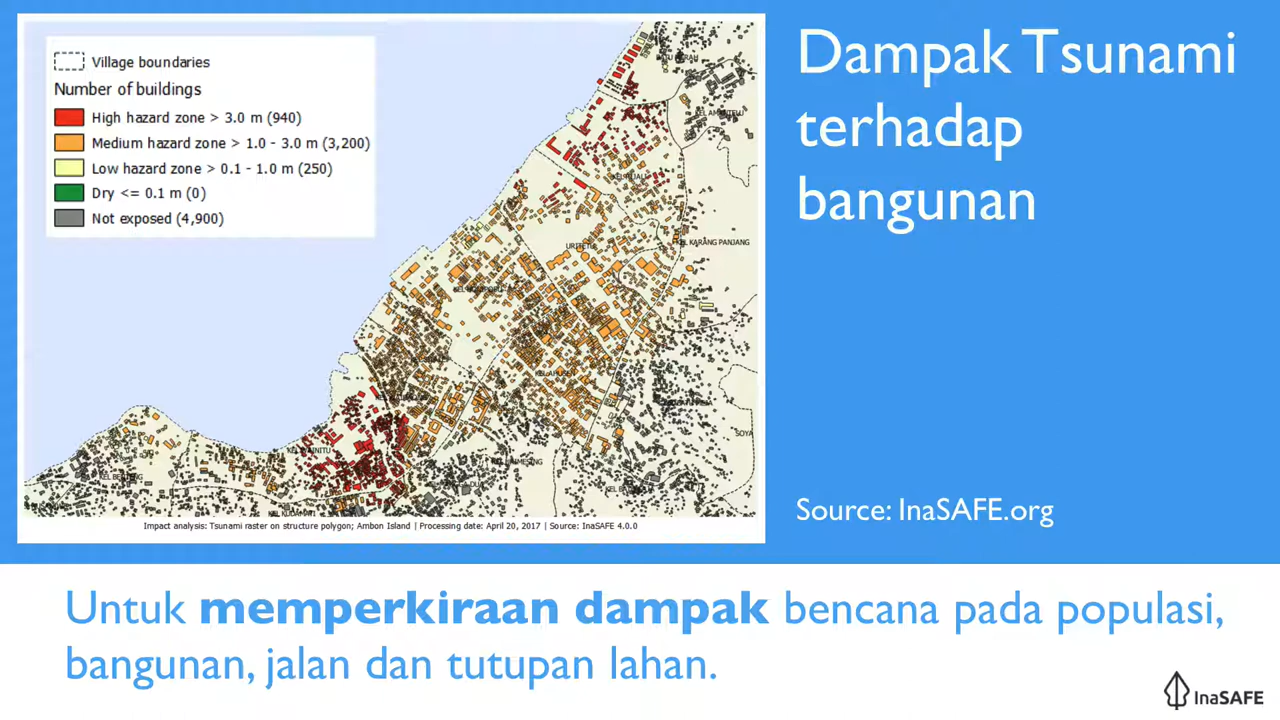 Dampak Tsunami
terhadap
bangunan
Village boundaries
Number of buildings
High hazard zone > 3.0 m (940)
Medium hazard zone > 1.0 - 3.0 m (3,200)
Low hazard zone > 0.1 - 1.0 m (250)
Dry <= 0.1 m (0)
Not exposed (4,900)
KEL KARANG PANJANG
SOYA
Impact analysis: Tsunami raster on structure polygon; Ambon Island | Processing date: April 20, 2017 | Source: InaSAFE 4.0.0
Source: InaSAFE.org
Untuk memperkiraan dampak bencana pada populasi,
bangunan, jalan dan tutupan lahan.
InaSAFE